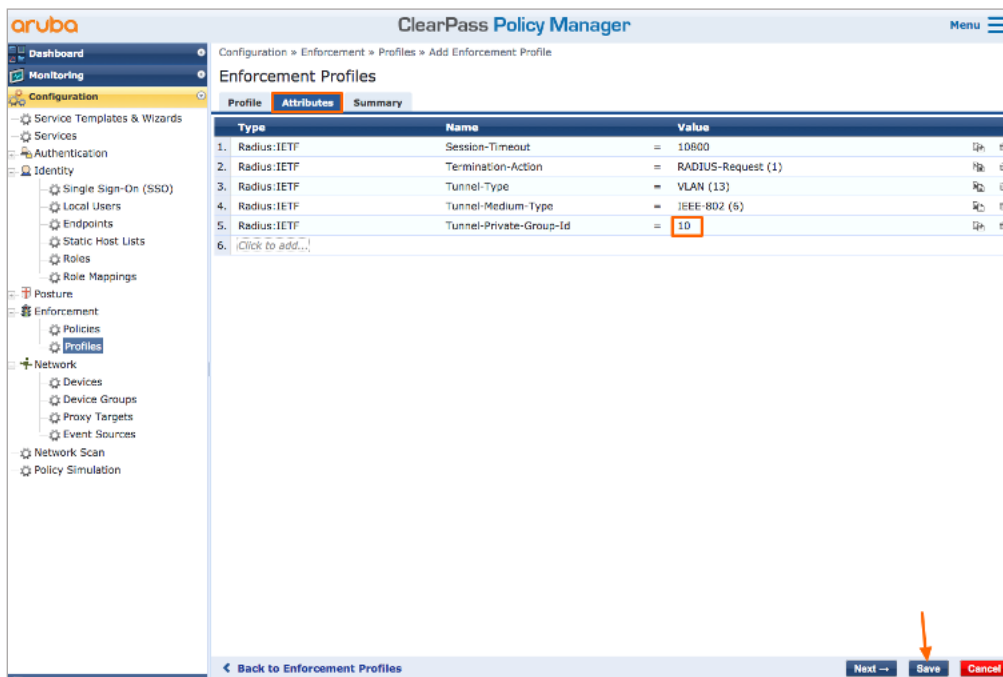 aruba
ClearPass Policy Manager
Menu
Dashboard
Monitoring
Configuration
Service Templates & Wizards
Services
Authentication
Identity
Single Sign-On (SSO)
Local Users
Endpoints
Static Host Lists
Roles
Role Mappings
Posture
Enforcement
Policies
Profiles
Network
Devices
Device Groups
Proxy Targets
Event Sources
Network Scan
Policy Simulation
Configuration » Enforcement » Profiles » Add Enforcement Profile
Enforcement Profiles
Profile Attributes Summary
Type Name Value
1. Radius:IETF Session-Timeout = 10800
2. Radius:IETF Termination-Action = RADIUS-Request (1)
3. Radius:IETF Tunnel-Type = VLAN (13)
4. Radius:IETF Tunnel-Medium-Type = IEEE-802 (6)
5. Radius:IETF Tunnel-Private-Group-Id = 10
6. Click to add...
Back to Enforcement Profiles
Next → Save Cancel